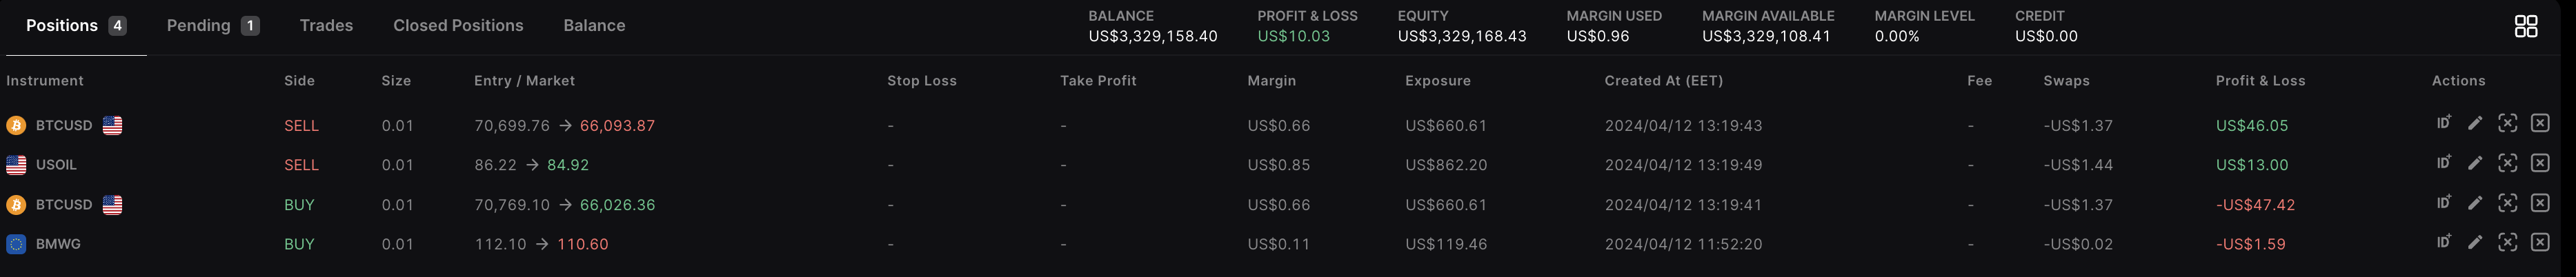 Positions 4 Pending 1 Trades Closed Positions Balance
BALANCE PROFIT & LOSS EQUITY MARGIN USED MARGIN AVAILABLE MARGIN LEVEL CREDIT
US$3,329,158.40 US$10.03 US$3,329,168.43 US$0.96 US$3,329,108.41 0.00% US$0.00
Instrument Side Size Entry / Market Stop Loss Take Profit Margin Exposure Created At (EET) Fee Swaps Profit & Loss Actions
BTCUSD SELL 0.01 70,699.76 → 66,093.87 - - US$0.66 US$660.61 2024/04/12 13:19:43 - -US$1.37 US$46.05 ID+
USOIL SELL 0.01 86.22 → 84.92 - - US$0.85 US$862.20 2024/04/12 13:19:49 - -US$1.44 US$13.00 ID+
BTCUSD BUY 0.01 70,769.10 → 66,026.36 - - US$0.66 US$660.61 2024/04/12 13:19:41 - -US$1.37 -US$47.42 ID+
BMWG BUY 0.01 112.10 → 110.60 - - US$0.11 US$119.46 2024/04/12 11:52:20 - -US$0.02 -US$1.59 ID+